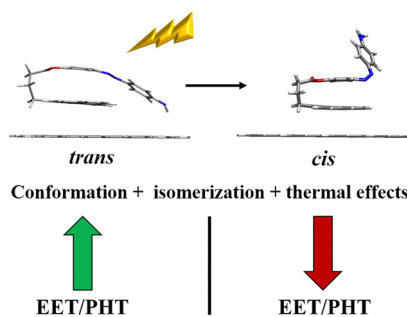 trans cis
Conformation + isomerization + thermal effects
EET/PHT EET/PHT